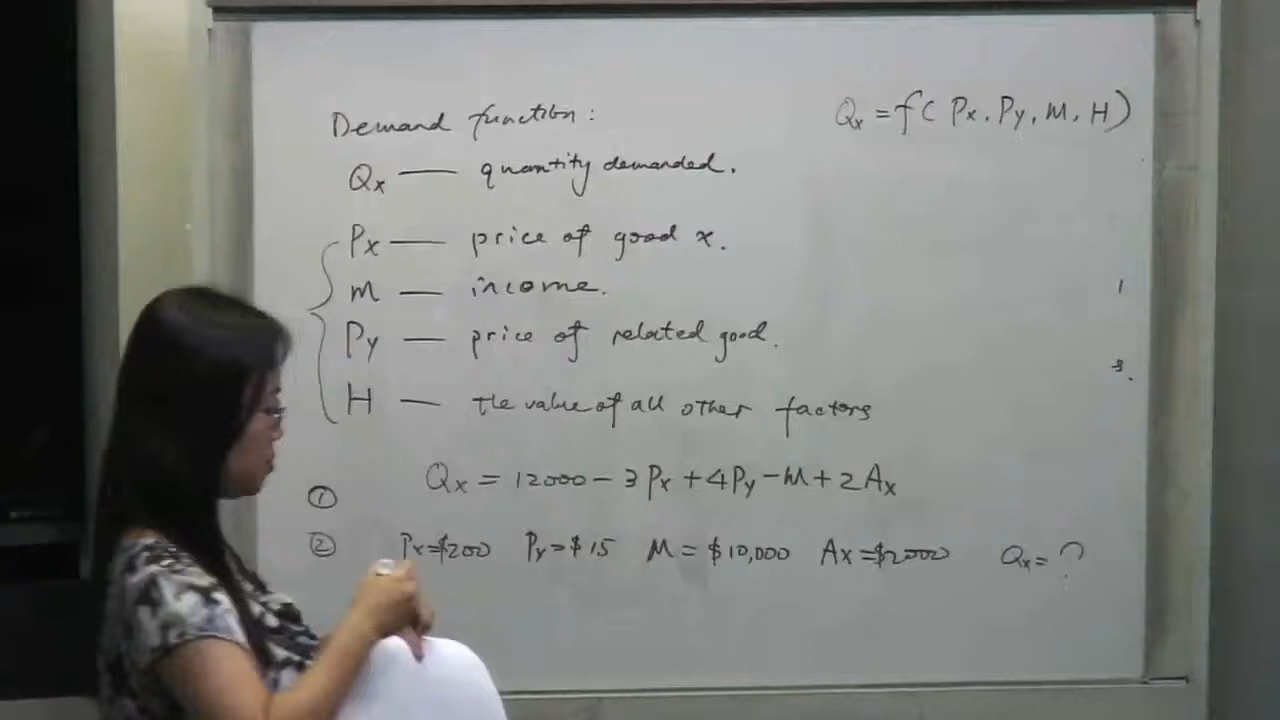 Demand function:
Qx = f( Px, Py, M, H)
Qx — quantity demanded.
Px — price of good x.
M — income.
Py — price of related good.
H — the value of all other factors
① Qx = 12000 - 3Px + 4Py - M + 2Ax
② Px=$200 Py=$15 M=$10,000 Ax=$2000 Qx=?